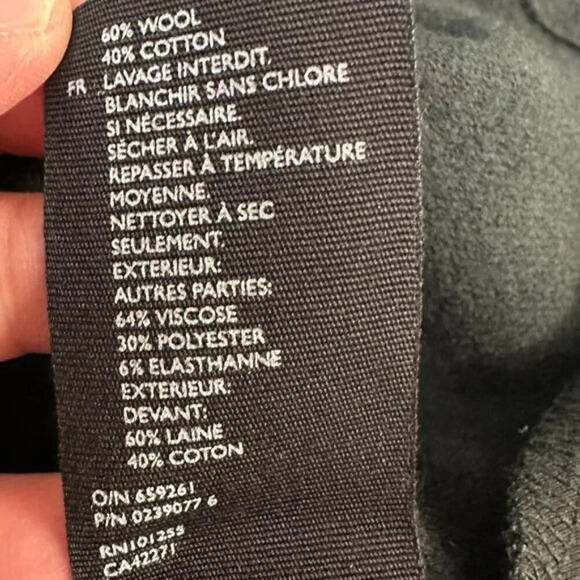 60% WOOL
40% COTTON
FR LAVAGE INTERDIT,
BLANCHIR SANS CHLORE
SI NÉCESSAIRE.
SÉCHER À L'AIR.
REPASSER À TEMPÉRATURE
MOYENNE.
NETTOYER À SEC
SEULEMENT.
EXTERIEUR:
AUTRES PARTIES:
64% VISCOSE
30% POLYESTER
6% ELASTHANNE
EXTERIEUR:
DEVANT:
60% LAINE
40% COTON
O/N 659261
P/N 0239077 6
RN101255
CA42271